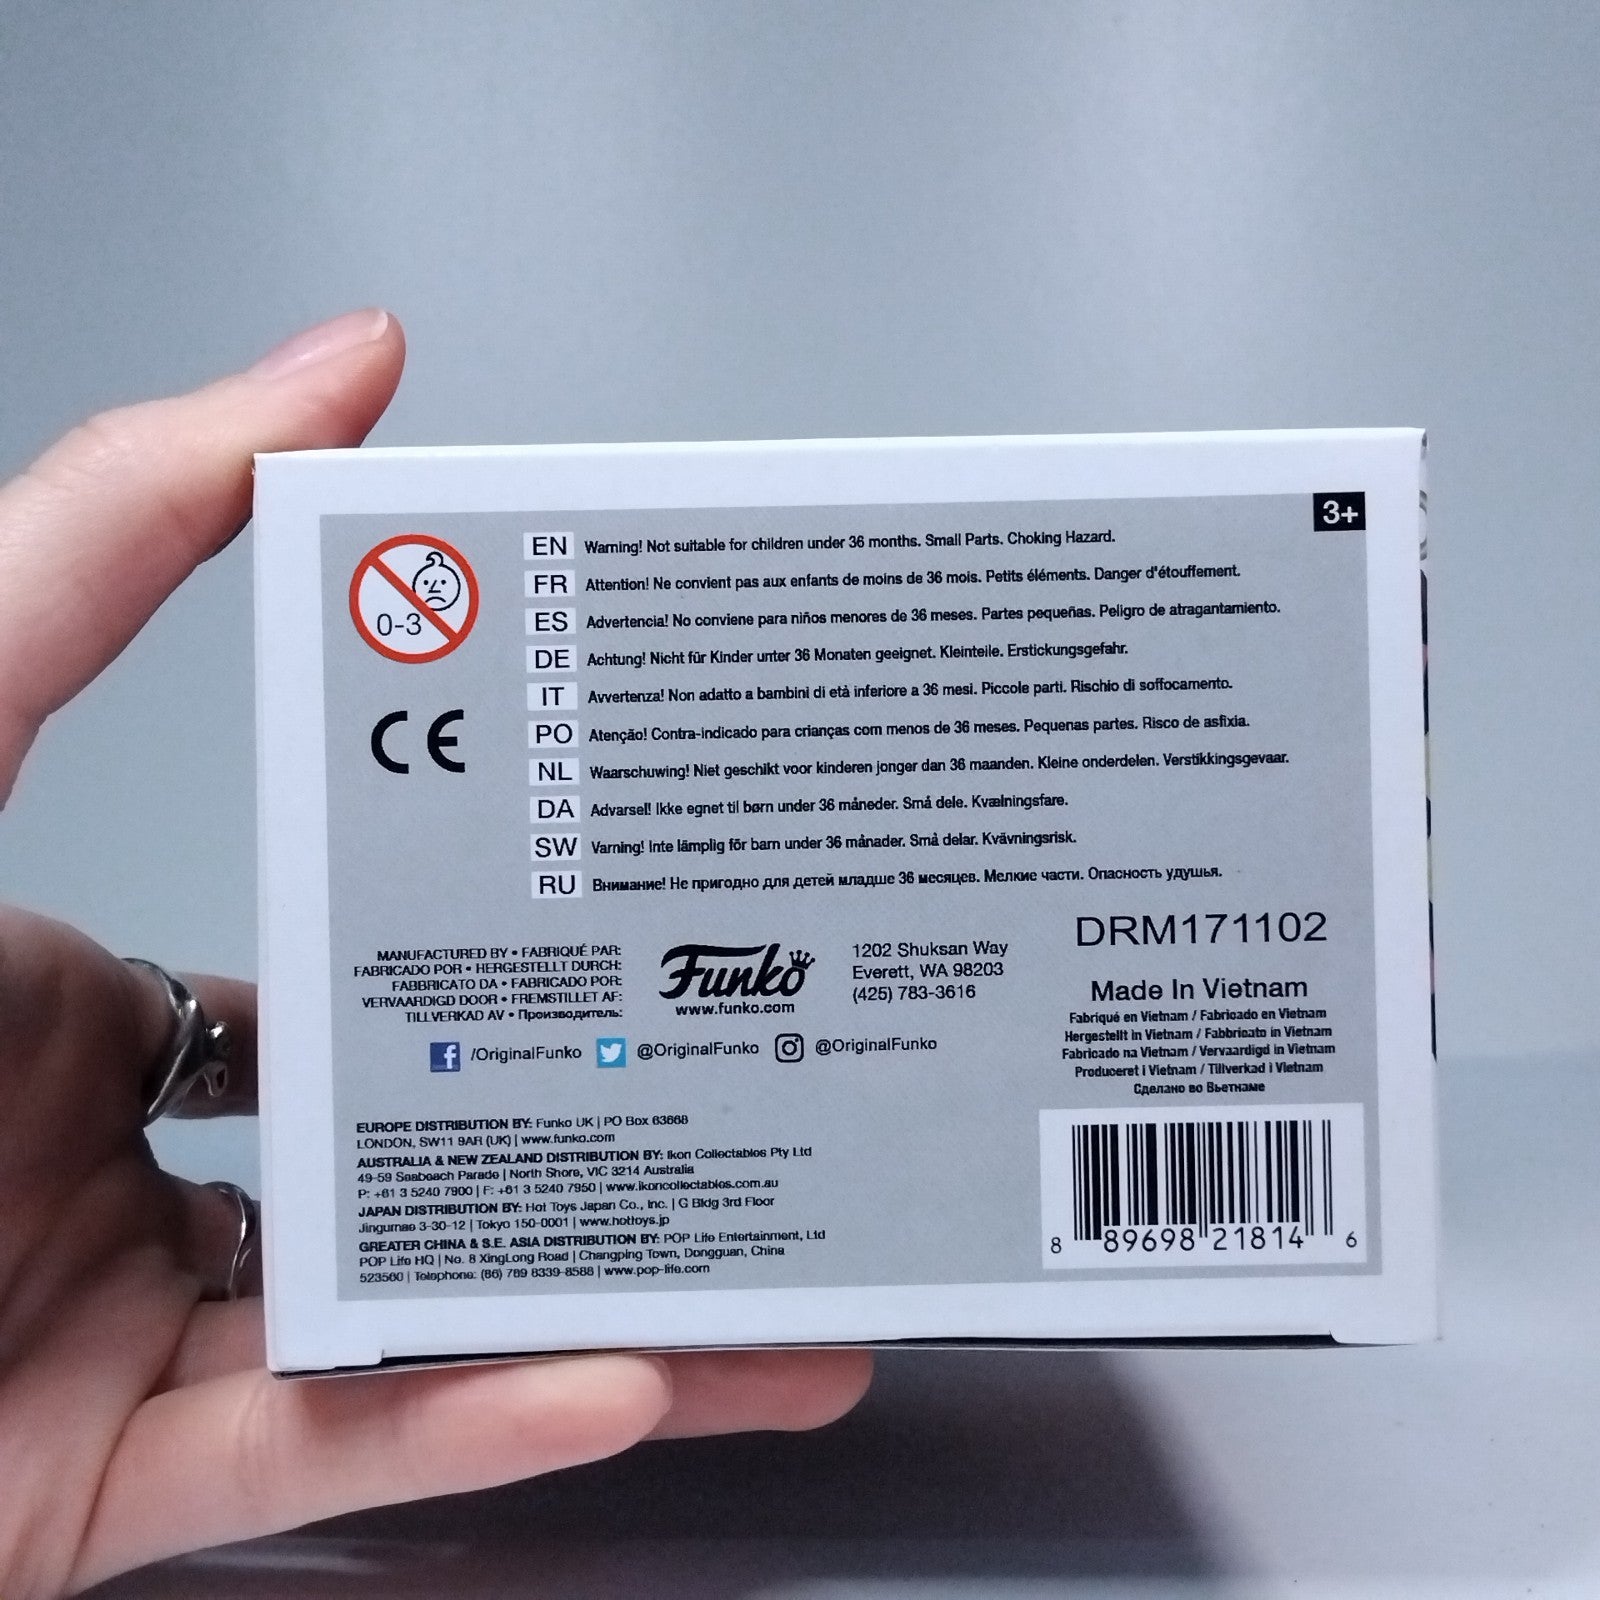 3+
0-3
EN Warning! Not suitable for children under 36 months. Small Parts. Choking Hazard.
FR Attention! Ne convient pas aux enfants de moins de 36 mois. Petits éléments. Danger d'étouffement.
ES Advertencia! No conviene para niños menores de 36 meses. Partes pequeñas. Peligro de atragantamiento.
DE Achtung! Nicht für Kinder unter 36 Monaten geeignet. Kleinteile. Erstickungsgefahr.
IT Avvertenza! Non adatto a bambini di età inferiore a 36 mesi. Piccole parti. Rischio di soffocamento.
PO Atenção! Contra-indicado para crianças com menos de 36 meses. Pequenas partes. Risco de asfixia.
NL Waarschuwing! Niet geschikt voor kinderen jonger dan 36 maanden. Kleine onderdelen. Verstikkingsgevaar.
DA Advarsel! Ikke egnet til børn under 36 måneder. Små dele. Kvælningsfare.
SW Varning! Inte lämplig för barn under 36 månader. Små delar. Kvävningsrisk.
RU Внимание! Не пригодно для детей младше 36 месяцев. Мелкие части. Опасность удушья.
CE
MANUFACTURED BY • FABRIQUÉ PAR:
FABRICADO POR • HERGESTELLT DURCH:
FABBRICATO DA • FABRICADO POR:
VERVAARDIGD DOOR • FREMSTILLET AF:
TILLVERKAD AV • Производитель:
Funko
www.funko.com
1202 Shuksan Way
Everett, WA 98203
(425) 783-3616
/OriginalFunko @OriginalFunko @OriginalFunko
DRM171102
Made In Vietnam
Fabriqué en Vietnam / Fabricado en Vietnam
Hergestellt in Vietnam / Fabbricato in Vietnam
Fabricado na Vietnam / Vervaardigd in Vietnam
Produceret i Vietnam / Tillverkad i Vietnam
Сделано во Вьетнаме
EUROPE DISTRIBUTION BY: Funko UK | PO Box 63668
LONDON, SW11 9AR (UK) | www.funko.com
AUSTRALIA & NEW ZEALAND DISTRIBUTION BY: Ikon Collectables Pty Ltd
49-59 Seabeach Parade | North Shore, VIC 3214 Australia
P: +61 3 5240 7900 | F: +61 3 5240 7950 | www.ikoncollectables.com.au
JAPAN DISTRIBUTION BY: Hot Toys Japan Co., Inc. | G Bldg 3rd Floor
Jingumae 3-30-12 | Tokyo 150-0001 | www.hottoys.jp
GREATER CHINA & S.E. ASIA DISTRIBUTION BY: POP Life Entertainment, Ltd
POP Life HQ | No. 8 XingLong Road | Changping Town, Dongguan, China
523560 | Telephone: (86) 769 8339-8588 | www.pop-life.com
8 89698 21814 6